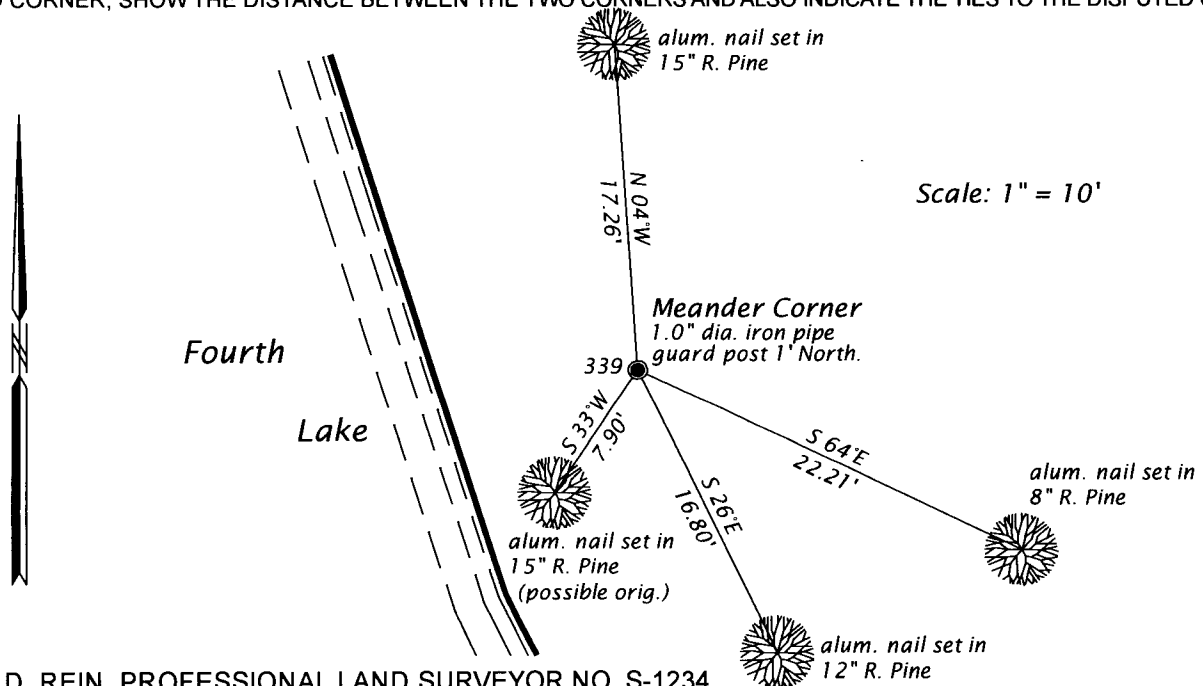 CORNER, SHOW THE DISTANCE BETWEEN THE TWO CORNERS AND ALSO INDICATE THE TIES TO THE DISPUTED
alum. nail set in
15" R. Pine
N 04°W
17.26'
Scale: 1" = 10'
Meander Corner
1.0" dia. iron pipe
guard post 1' North.
339
N
Fourth
Lake
S 33°W
7.90'
S 64°E
22.21'
S 26°E
16.80'
alum. nail set in
8" R. Pine
alum. nail set in
15" R. Pine
(possible orig.)
alum. nail set in
12" R. Pine
D. REIN, PROFESSIONAL LAND SURVEYOR NO. S-1234